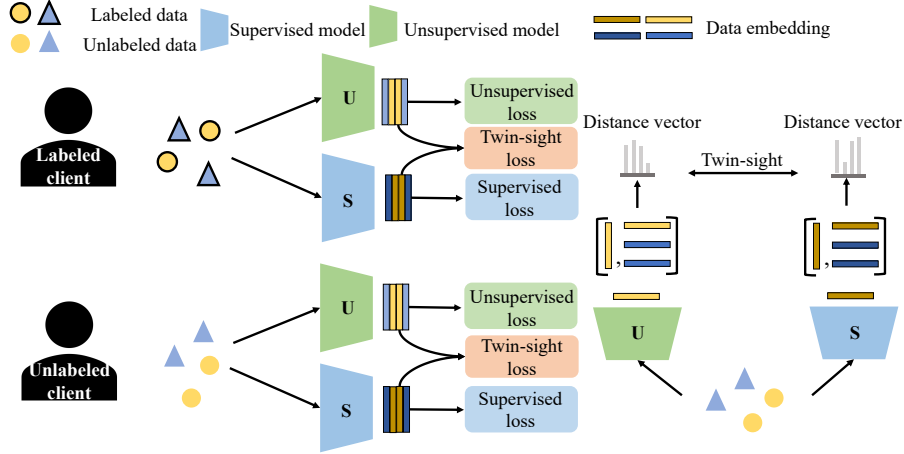 Labeled data
Unlabeled data
Supervised model
Unsupervised model
Data embedding
Labeled
client
U
S
Unsupervised
loss
Twin-sight
loss
Supervised
loss
Unlabeled
client
U
S
Unsupervised
loss
Twin-sight
loss
Supervised
loss
Distance vector
Distance vector
Twin-sight
,
,
U
S